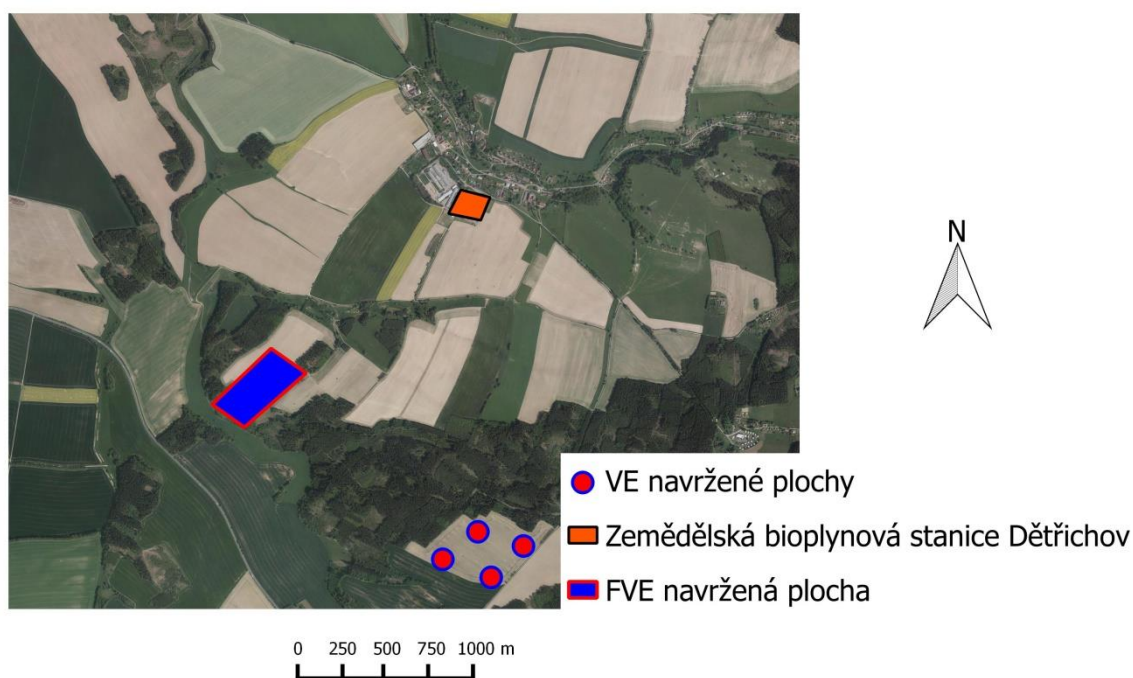 N
VE navržené plochy
Zemědělská bioplynová stanice Dětřichov
FVE navržená plocha
0 250 500 750 1000 m